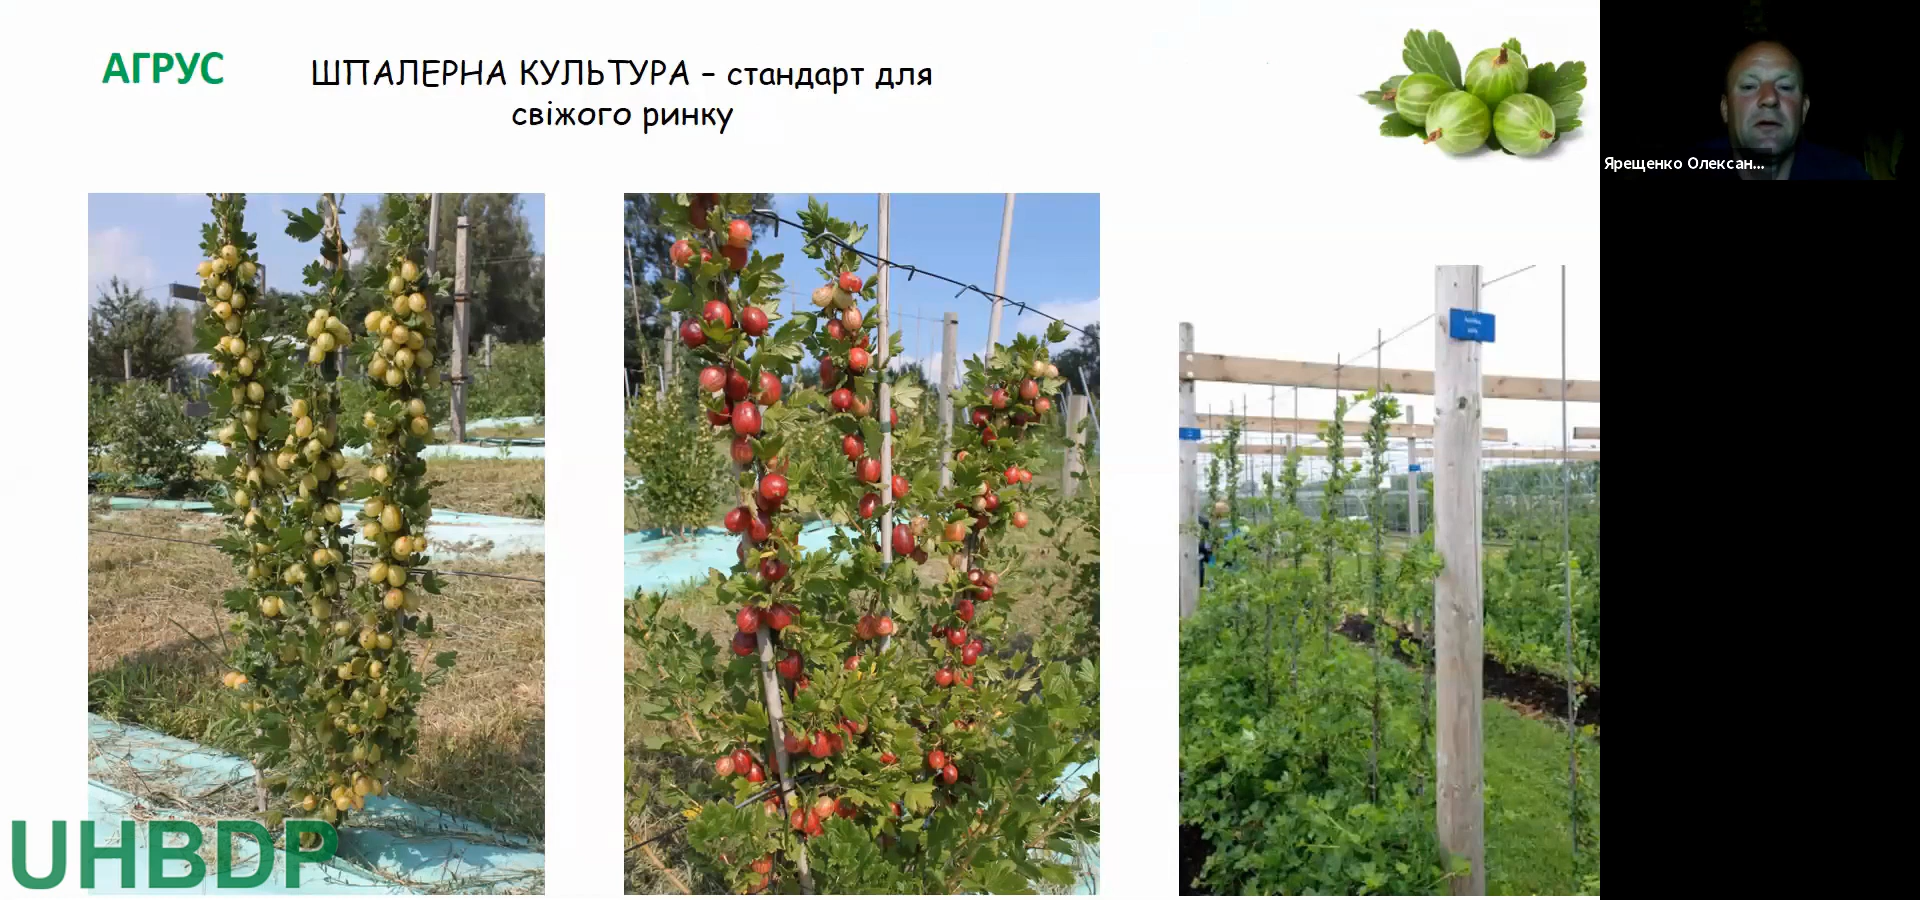 АГРУС
ШПАЛЕРНА КУЛЬТУРА – стандарт для
свіжого ринку
Ярещенко Олексан...
UHBDP